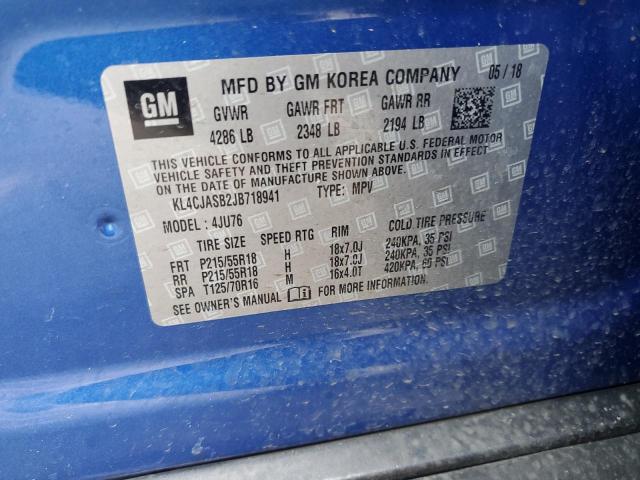 GM
MFD BY GM KOREA COMPANY 05/18
GVWR GAWR FRT GAWR RR
4286 LB 2348 LB 2194 LB
THIS VEHICLE CONFORMS TO ALL APPLICABLE U.S. FEDERAL MOTOR
VEHICLE SAFETY AND THEFT PREVENTION STANDARDS IN EFFECT
ON THE DATE OF MANUFACTURE SHOWN ABOVE.
KL4CJASB2JB718941 TYPE: MPV
MODEL: 4JU76
TIRE SIZE SPEED RTG RIM COLD TIRE PRESSURE
FRT P215/55R18 H 18x7.0J 240KPA, 35 PSI
RR P215/55R18 H 18x7.0J 240KPA, 35 PSI
SPA T125/70R16 M 16x4.0T 420KPA, 60 PSI
SEE OWNER'S MANUAL FOR MORE INFORMATION.